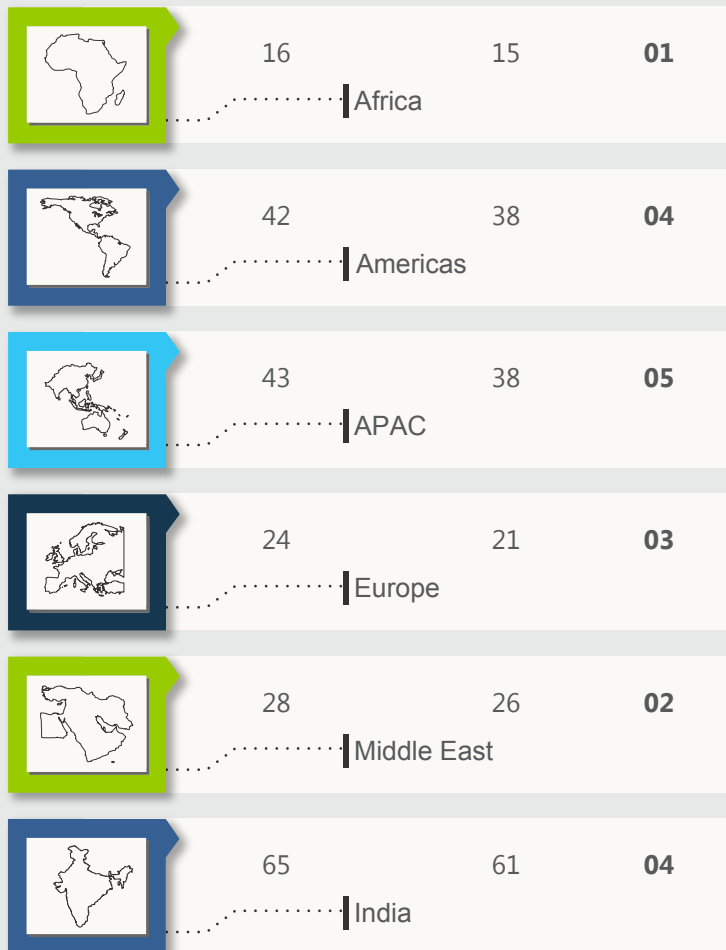 16 15 01
Africa
42 38 04
Americas
43 38 05
APAC
24 21 03
Europe
28 26 02
Middle East
65 61 04
India